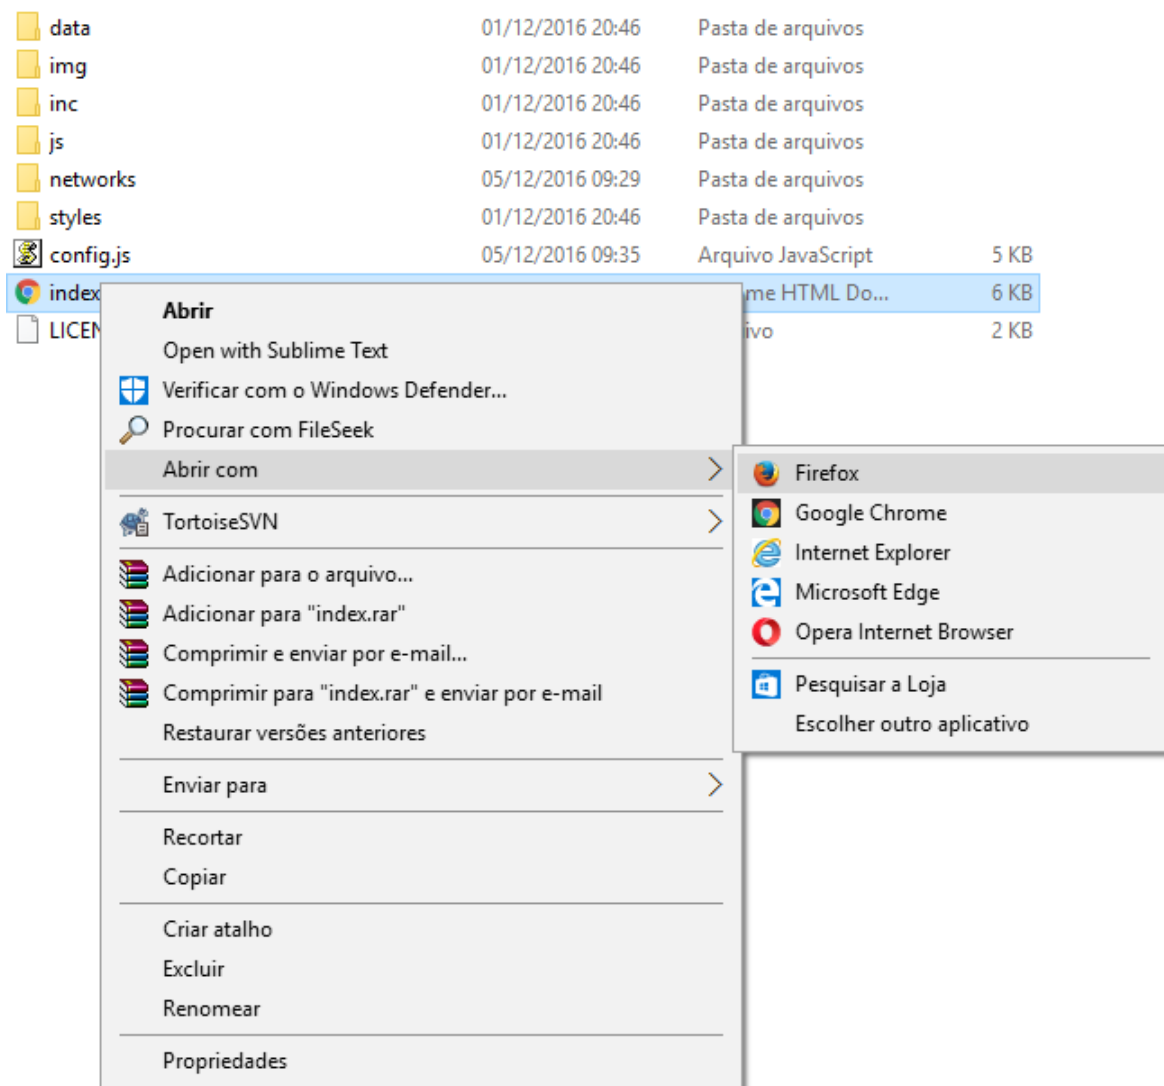 data 01/12/2016 20:46 Pasta de arquivos
img 01/12/2016 20:46 Pasta de arquivos
inc 01/12/2016 20:46 Pasta de arquivos
js 01/12/2016 20:46 Pasta de arquivos
networks 05/12/2016 09:29 Pasta de arquivos
styles 01/12/2016 20:46 Pasta de arquivos
config.js 05/12/2016 09:35 Arquivo JavaScript 5 KB
index me HTML Do... 6 KB
LICEN ivo 2 KB
Abrir
Open with Sublime Text
Verificar com o Windows Defender...
Procurar com FileSeek
Abrir com
TortoiseSVN
Adicionar para o arquivo...
Adicionar para "index.rar"
Comprimir e enviar por e-mail...
Comprimir para "index.rar" e enviar por e-mail
Restaurar versões anteriores
Enviar para
Recortar
Copiar
Criar atalho
Excluir
Renomear
Propriedades
Firefox
Google Chrome
Internet Explorer
Microsoft Edge
Opera Internet Browser
Pesquisar a Loja
Escolher outro aplicativo